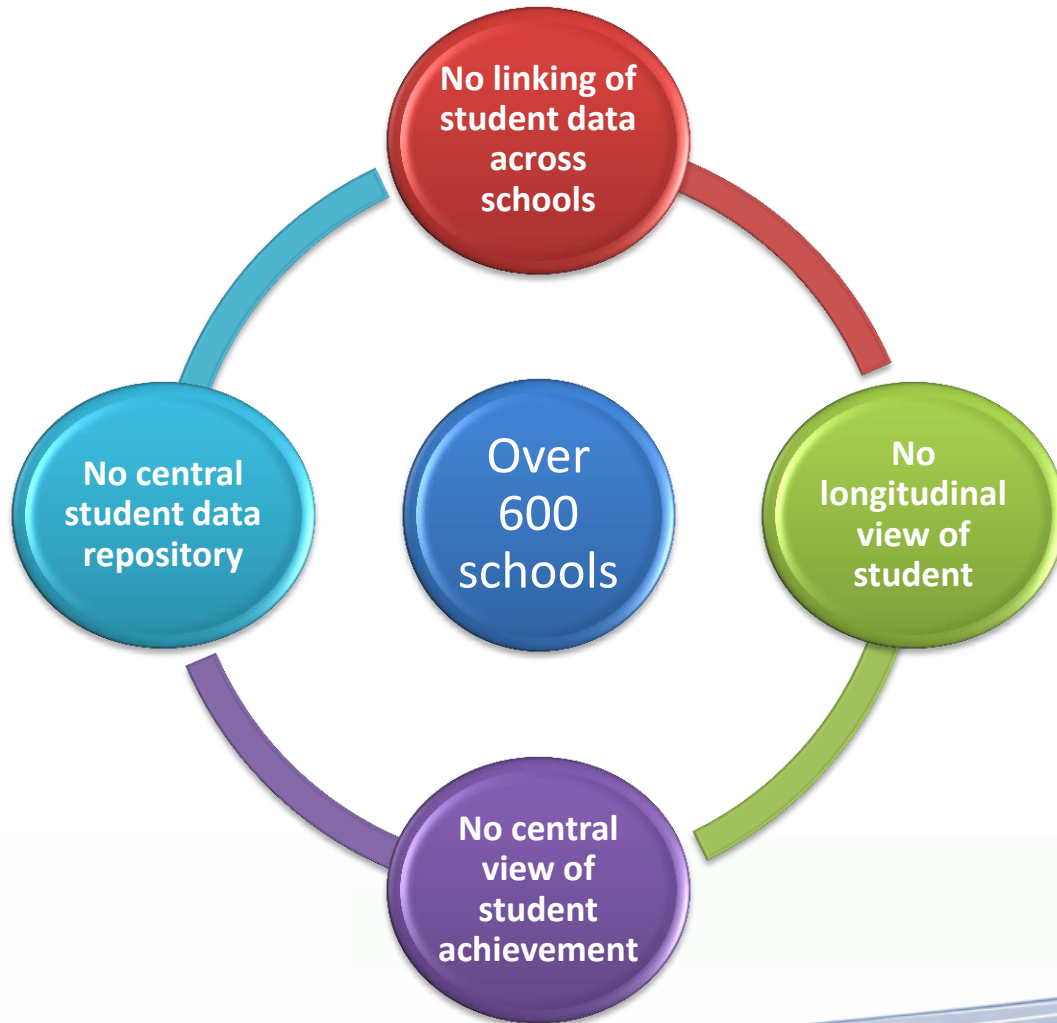 No linking of
student data
across
schools
No central
student data
repository
Over
600
schools
No
longitudinal
view of
student
No central
view of
student
achievement